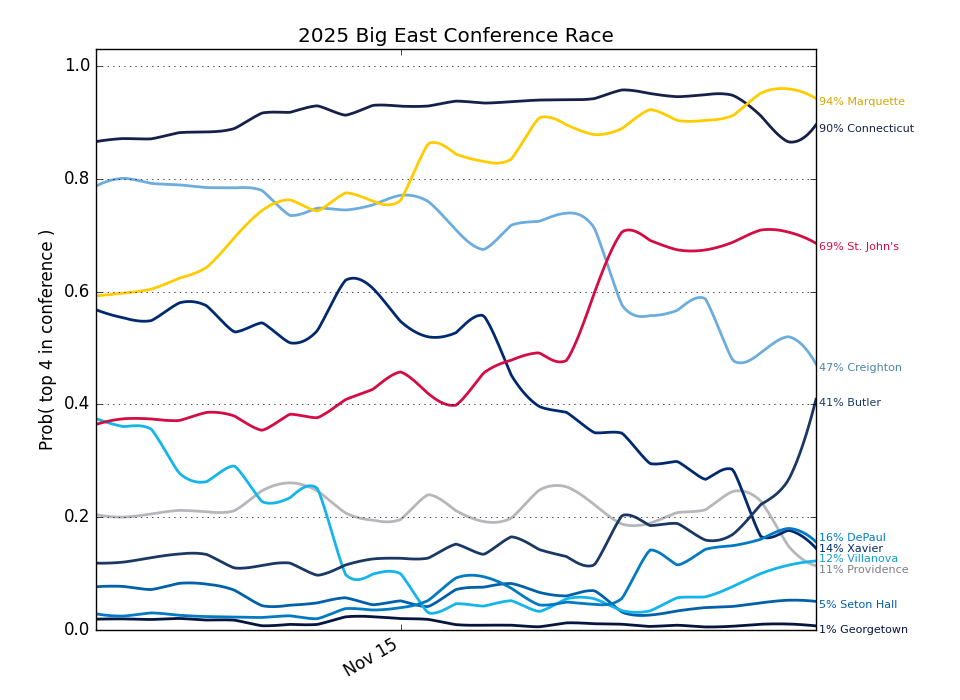 2025 Big East Conference Race
Prob( top 4 in conference )
1.0
0.8
0.6
0.4
0.2
0.0
Nov 15
94% Marquette
90% Connecticut
69% St. John's
47% Creighton
41% Butler
16% DePaul
14% Xavier
12% Villanova
11% Providence
5% Seton Hall
1% Georgetown